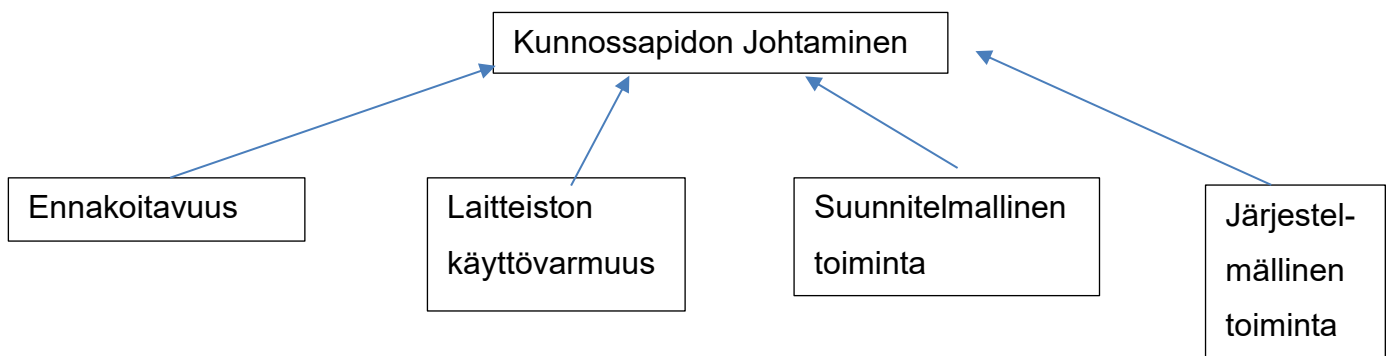 Kunnossapidon Johtaminen
Ennakoitavuus
Laitteiston
käyttövarmuus
Suunnitelmallinen
toiminta
Järjestel-
mällinen
toiminta